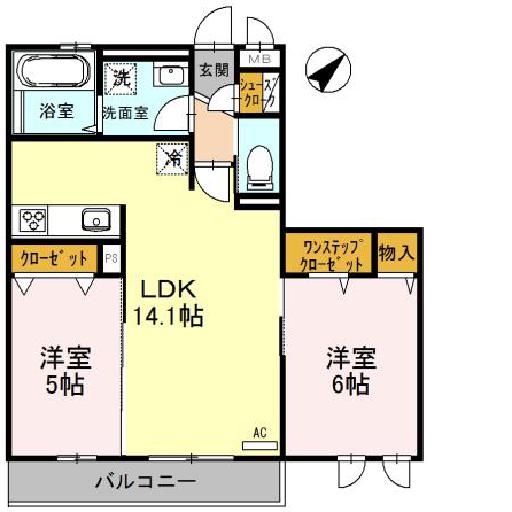 玄関
MB
洗
洗面室
シューズ
クローク
浴室
冷
クローゼット
PS
ワンステップ
クローゼット
物入
LDK
14.1帖
洋室
5帖
洋室
6帖
AC
バルコニー